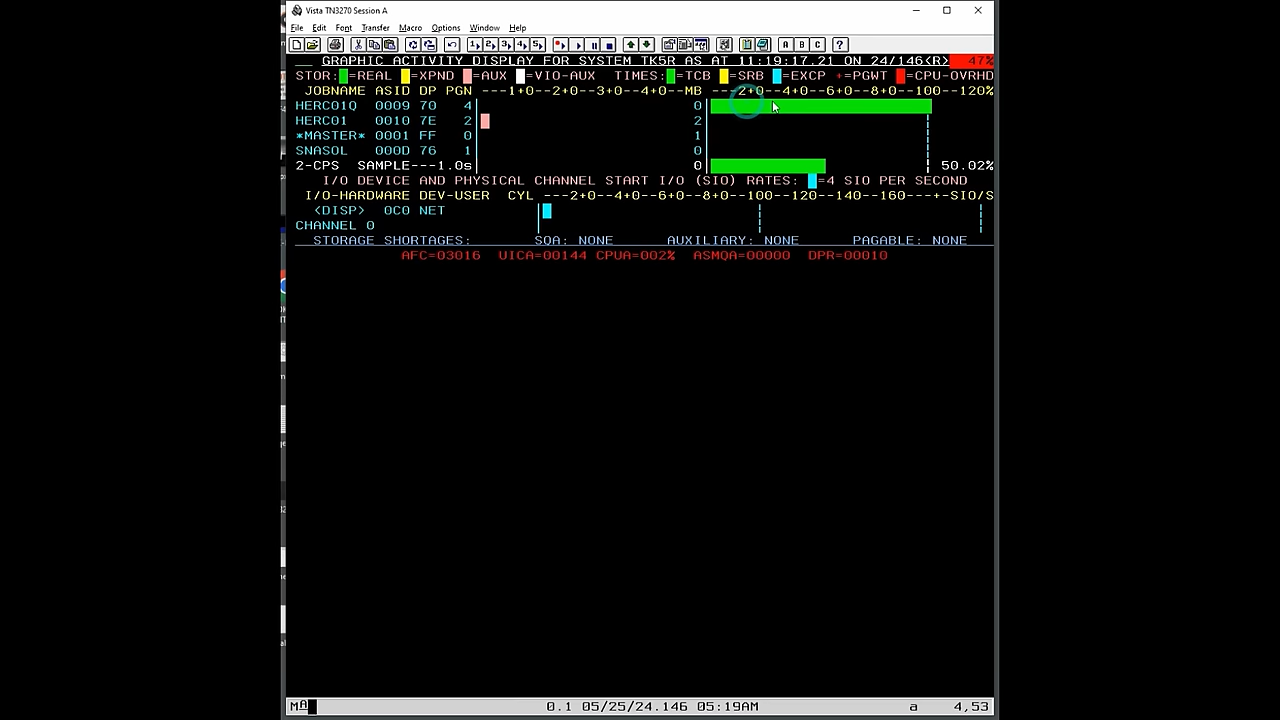 Vista TN3270 Session A
File Edit Font Transfer Macro Options Window Help
1 2 3 4 5 A B C ?
GRAPHIC ACTIVITY DISPLAY FOR SYSTEM TK5R AS AT 11:19:17.21 ON 24/146<R> 47%
STOR: =REAL =XPND =AUX =VIO-AUX TIMES: =TCB =SRB =EXCP +=PGWT =CPU-OVRHD
JOBNAME ASID DP PGN ---1+0--2+0--3+0--4+0--MB ---2+0--4+0--6+0--8+0--100--120%
HERC01Q 0009 70 4 0
HERC01 0010 7E 2 2
*MASTER* 0001 FF 0 1
SNASOL 000D 76 1 0
2-CPS SAMPLE---1.0s 0 50.02%
I/O DEVICE AND PHYSICAL CHANNEL START I/O (SIO) RATES: =4 SIO PER SECOND
I/O-HARDWARE DEV-USER CYL ---2+0--4+0--6+0--8+0--100--120--140--160---+-SIO/S
<DISP> 0C0 NET
CHANNEL 0
STORAGE SHORTAGES: SQA: NONE AUXILIARY: NONE PAGABLE: NONE
AFC=03016 UICA=00144 CPUA=002% ASMQA=00000 DPR=00010
MA 0.1 05/25/24.146 05:19AM a 4,53